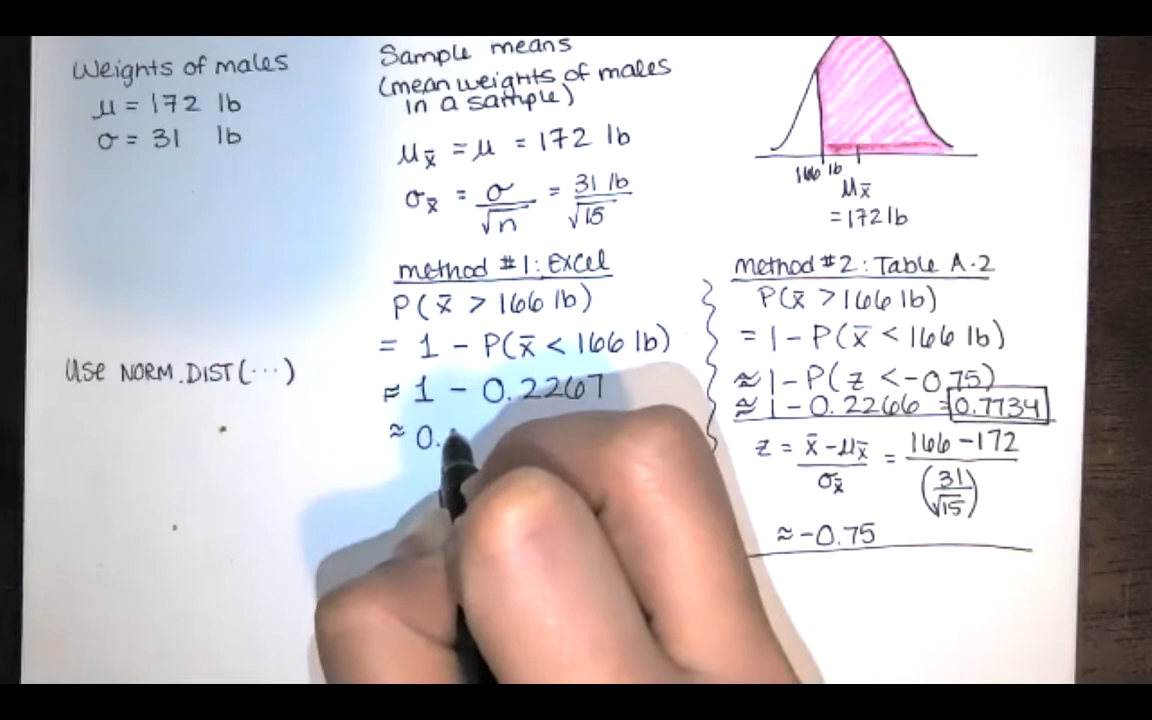 Weights of males
μ = 172 lb
σ = 31 lb
Use NORM.DIST(...)
Sample means
(mean weights of males
in a sample)
μx̄ = μ = 172 lb
σx̄ = σ/√n = 31 lb/√15
method #1: Excel
P(x̄ > 166 lb)
= 1 - P(x̄ < 166 lb)
≈ 1 - 0.2267
≈ 0.
166 lb
μx̄
= 172 lb
method #2: Table A-2
P(x̄ > 166 lb)
= 1 - P(x̄ < 166 lb)
≈ 1 - P(z < -0.75)
≈ 1 - 0.2266 = 0.7734
z = x̄ - μx̄/σx̄ = 166 - 172/(31/√15)
≈ -0.75